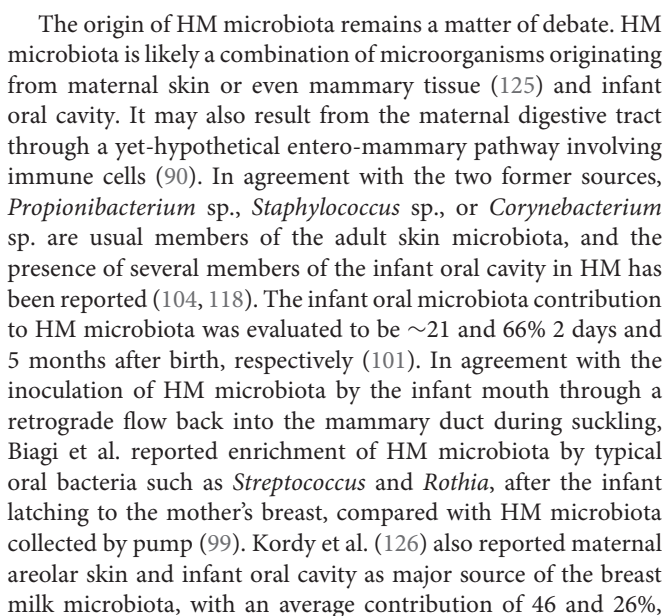 The origin of HM microbiota remains a matter of debate. HM
microbiota is likely a combination of microorganisms originating
from maternal skin or even mammary tissue (125) and infant
oral cavity. It may also result from the maternal digestive tract
through a yet-hypothetical entero-mammary pathway involving
immune cells (90). In agreement with the two former sources,
Propionibacterium sp., Staphylococcus sp., or Corynebacterium
sp. are usual members of the adult skin microbiota, and the
presence of several members of the infant oral cavity in HM has
been reported (104, 118). The infant oral microbiota contribution
to HM microbiota was evaluated to be ∼21 and 66% 2 days and
5 months after birth, respectively (101). In agreement with the
inoculation of HM microbiota by the infant mouth through a
retrograde flow back into the mammary duct during suckling,
Biagi et al. reported enrichment of HM microbiota by typical
oral bacteria such as Streptococcus and Rothia, after the infant
latching to the mother's breast, compared with HM microbiota
collected by pump (99). Kordy et al. (126) also reported maternal
areolar skin and infant oral cavity as major source of the breast
milk microbiota, with an average contribution of 46 and 26%,